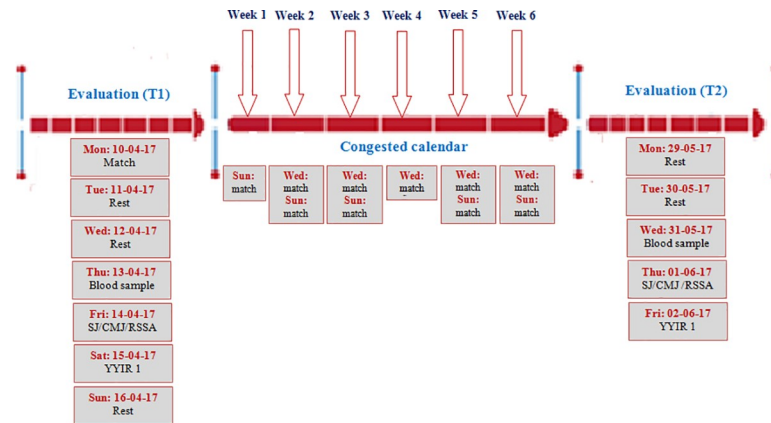 Week 1 Week 2 Week 3 Week 4 Week 5 Week 6
Evaluation (T1)
Mon: 10-04-17
Match
Tue: 11-04-17
Rest
Wed: 12-04-17
Rest
Thu: 13-04-17
Blood sample
Fri: 14-04-17
SJ/CMJ/RSSA
Sat: 15-04-17
YYIR 1
Sun: 16-04-17
Rest
Congested calendar
Sun:
match
Wed:
match
Sun:
match
Wed:
match
Sun:
match
Wed:
match
Wed:
match
Sun:
match
Wed:
match
Sun:
match
Evaluation (T2)
Mon: 29-05-17
Rest
Tue: 30-05-17
Rest
Wed: 31-05-17
Blood sample
Thu: 01-06-17
SJ/CMJ/RSSA
Fri: 02-06-17
YYIR 1